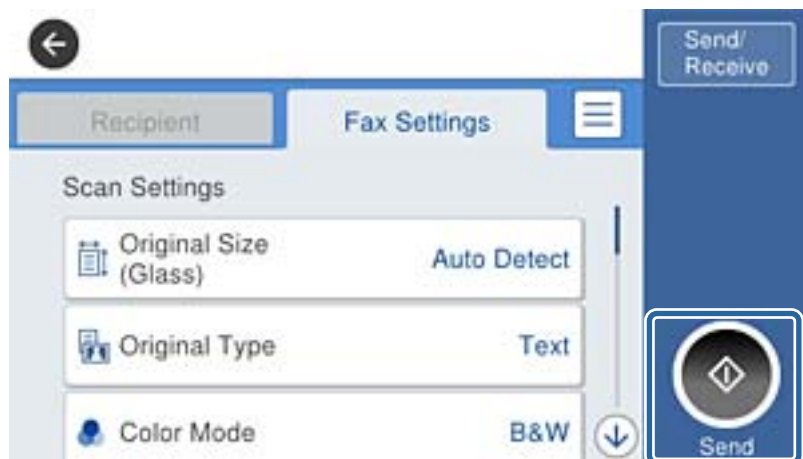 Send/
Receive
Recipient
Fax Settings
Scan Settings
Original Size
(Glass)
Auto Detect
Original Type
Text
Color Mode
B&W
Send